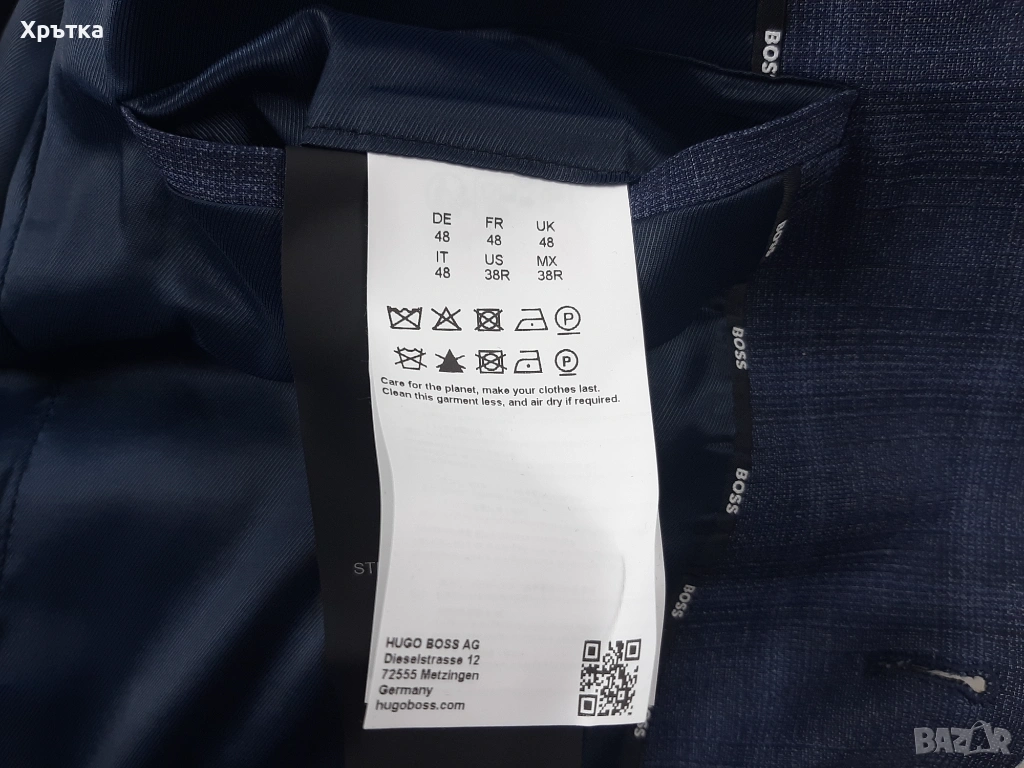 Хрътка
BOSS
DE FR UK
48 48 48
IT US MX
48 38R 38R
P
P
Care for the planet, make your clothes last.
Clean this garment less, and air dry if required.
BOSS
BOSS
BOSS
HUGO BOSS AG
Dieselstrasse 12
72555 Metzingen
Germany
hugoboss.com
BAZAR